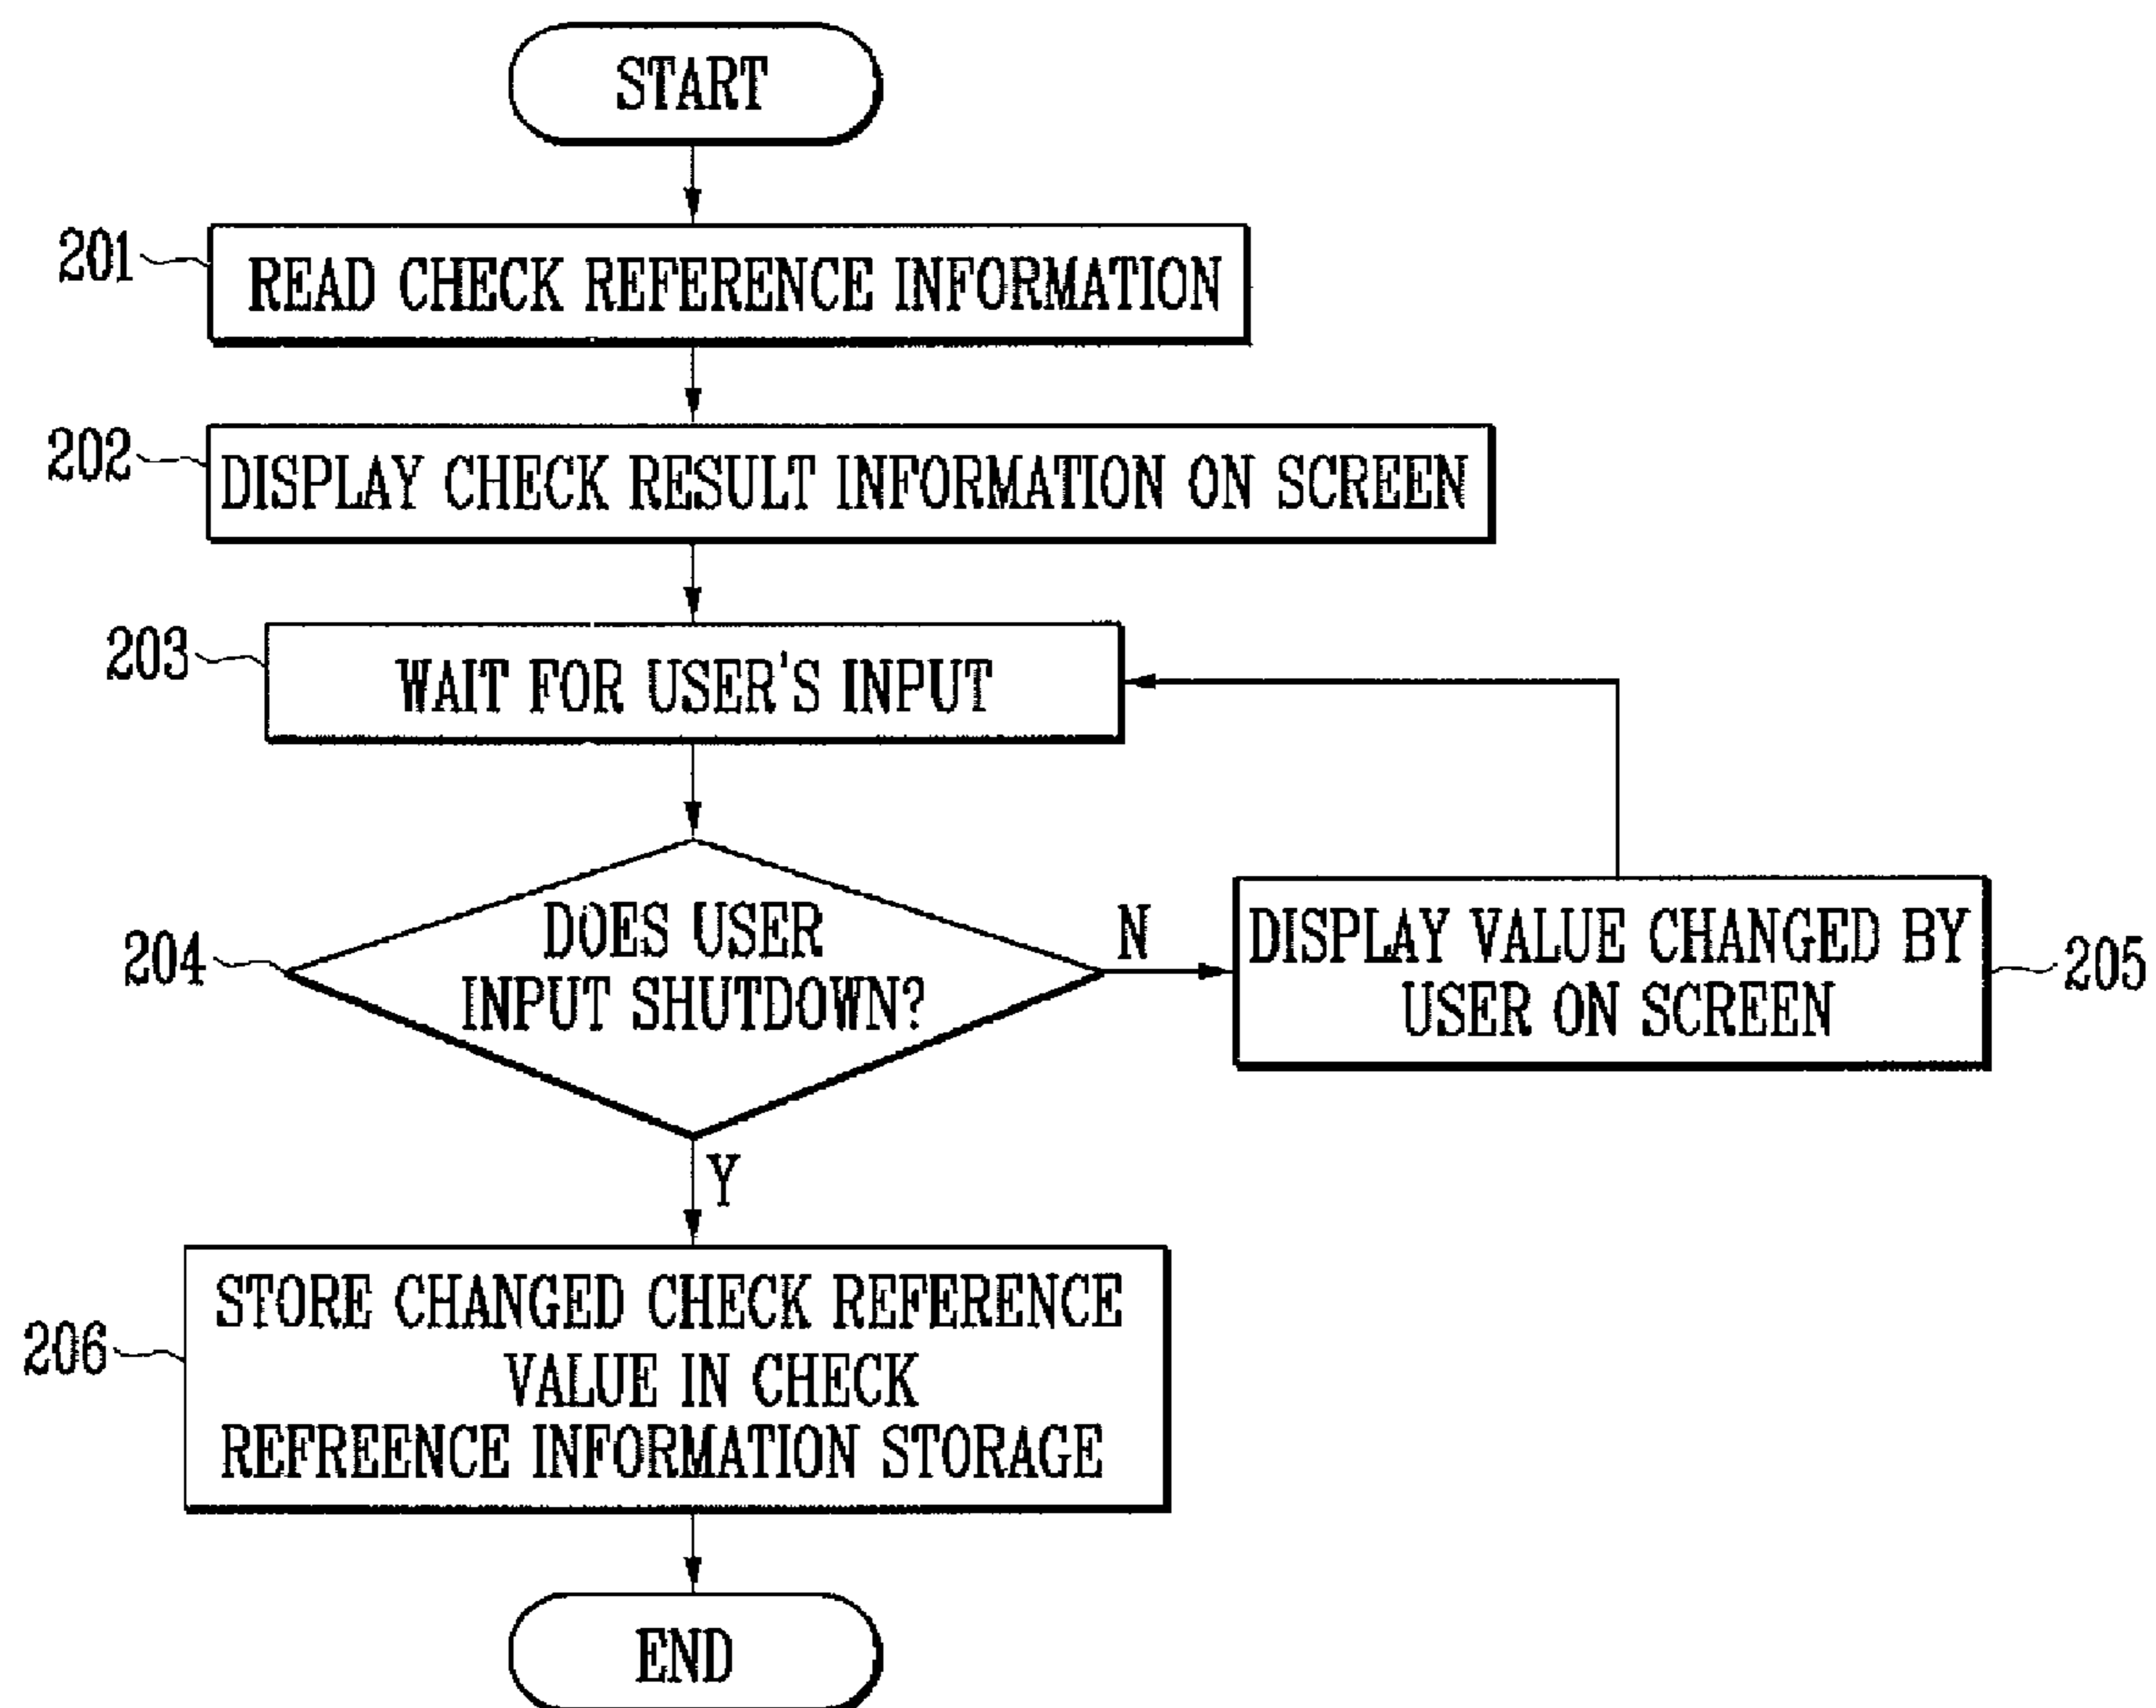 START
201
READ CHECK REFERENCE INFORMATION
202
DISPLAY CHECK RESULT INFORMATION ON SCREEN
203
WAIT FOR USER'S INPUT
204
DOES USER
INPUT SHUTDOWN?
N
DISPLAY VALUE CHANGED BY
USER ON SCREEN
205
Y
206
STORE CHANGED CHECK REFERENCE
VALUE IN CHECK
REFREENCE INFORMATION STORAGE
END